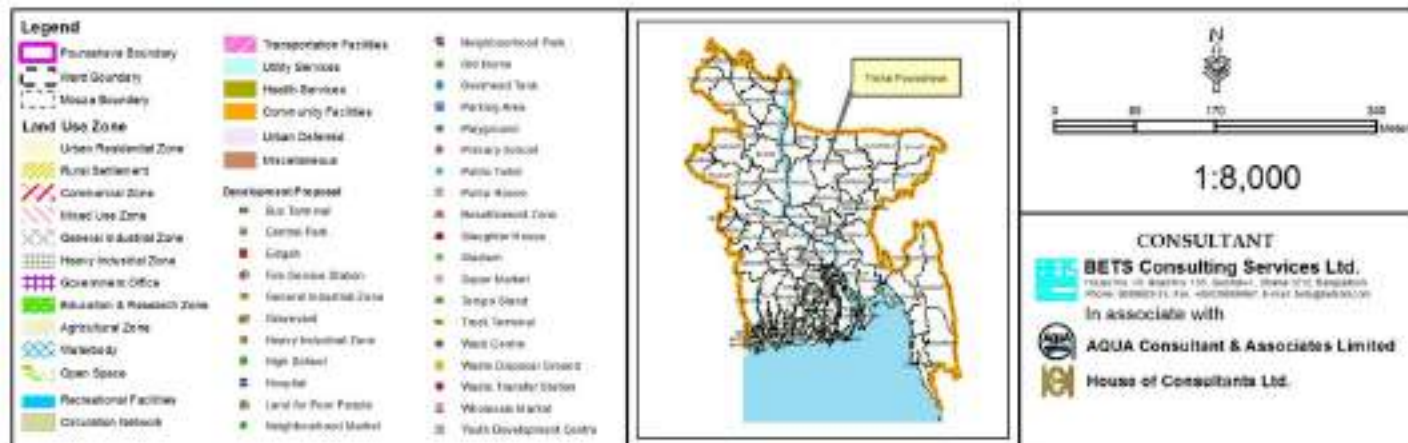 Legend
Pourashava Boundary
Ward Boundary
Mouza Boundary
Land Use Zone
Urban Residential Zone
Rural Settlement
Commercial Zone
Mixed Use Zone
General Industrial Zone
Heavy Industrial Zone
Government Office
Education & Research Zone
Agricultural Zone
Waterbody
Open Space
Recreational Facilities
Circulation Network
Transportation Facilities
Utility Services
Health Services
Community Facilities
Urban Deferred
Miscellaneous
Development Proposal
Bus Terminal
Central Park
Eidgah
Fire Service Station
General Industrial Zone
Graveyard
Heavy Industrial Zone
High School
Hospital
Land for Poor People
Neighbourhood Market
Neighbourhood Park
Overhead Tank
Parking Area
Playground
Primary School
Public Toilet
Pump House
Resettlement Zone
Slaughter House
Stadium
Super Market
Tempo Stand
Truck Terminal
Ward Centre
Waste Disposal Ground
Waste Transfer Station
Wholesale Market
Youth Development Centre
Trishal Pourashava
N
0 85 170 340
Meters
1:8,000
CONSULTANT
BETS Consulting Services Ltd.
In associate with
AQUA Consultant & Associates Limited
House of Consultants Ltd.